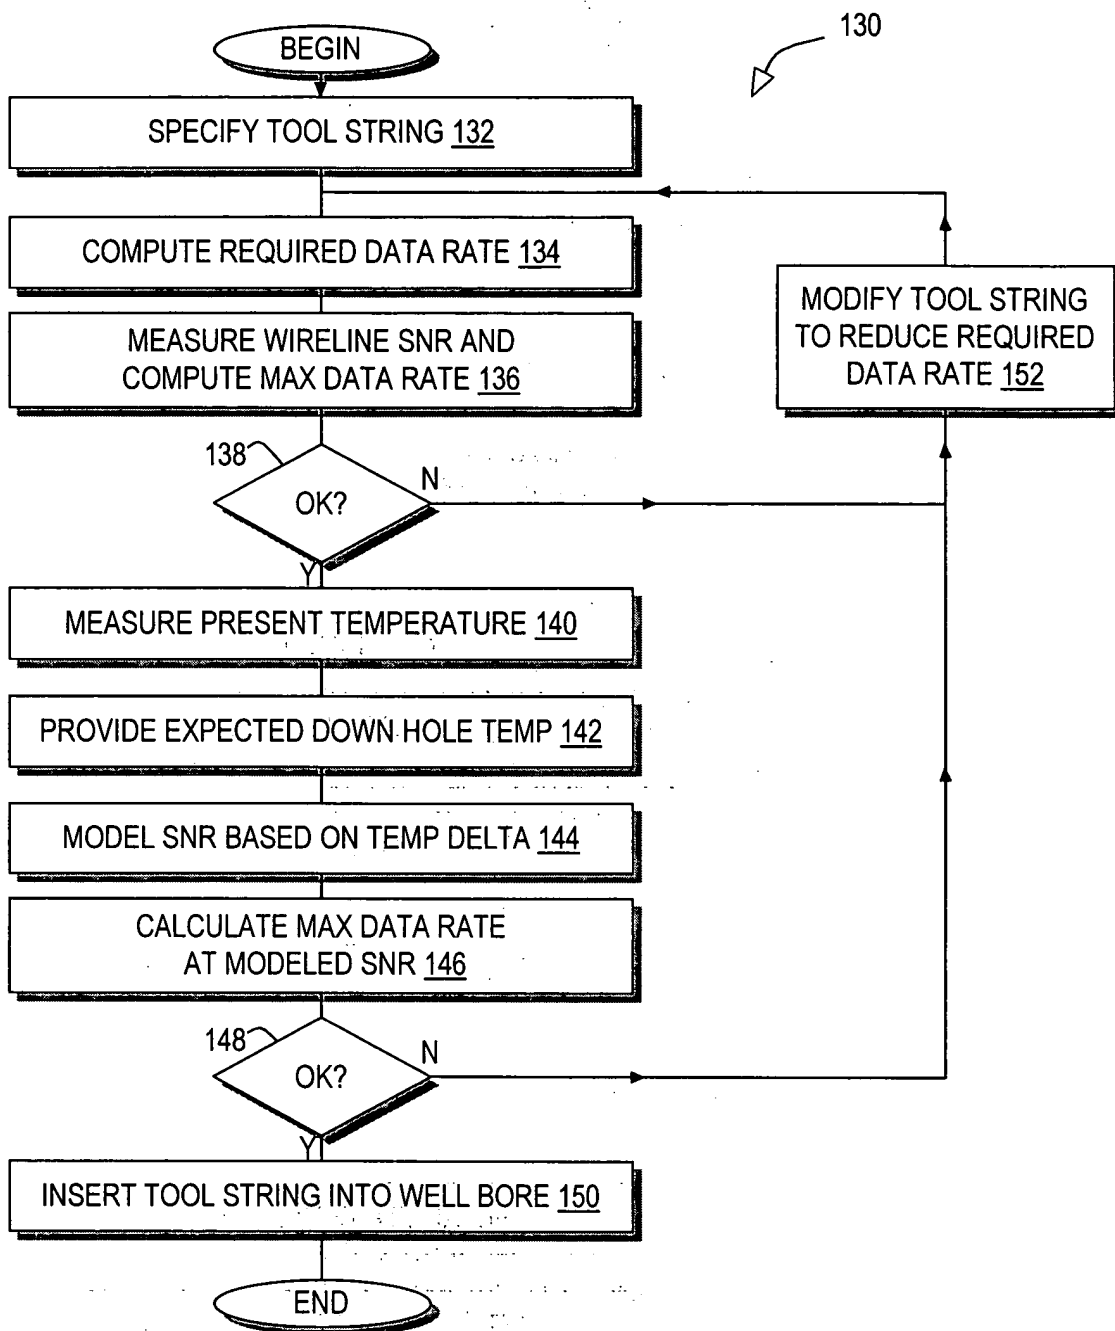 130
BEGIN
SPECIFY TOOL STRING 132
COMPUTE REQUIRED DATA RATE 134
MEASURE WIRELINE SNR AND
COMPUTE MAX DATA RATE 136
MODIFY TOOL STRING
TO REDUCE REQUIRED
DATA RATE 152
138
OK?
N
Y
MEASURE PRESENT TEMPERATURE 140
PROVIDE EXPECTED DOWN HOLE TEMP 142
MODEL SNR BASED ON TEMP DELTA 144
CALCULATE MAX DATA RATE
AT MODELED SNR 146
148
OK?
N
Y
INSERT TOOL STRING INTO WELL BORE 150
END